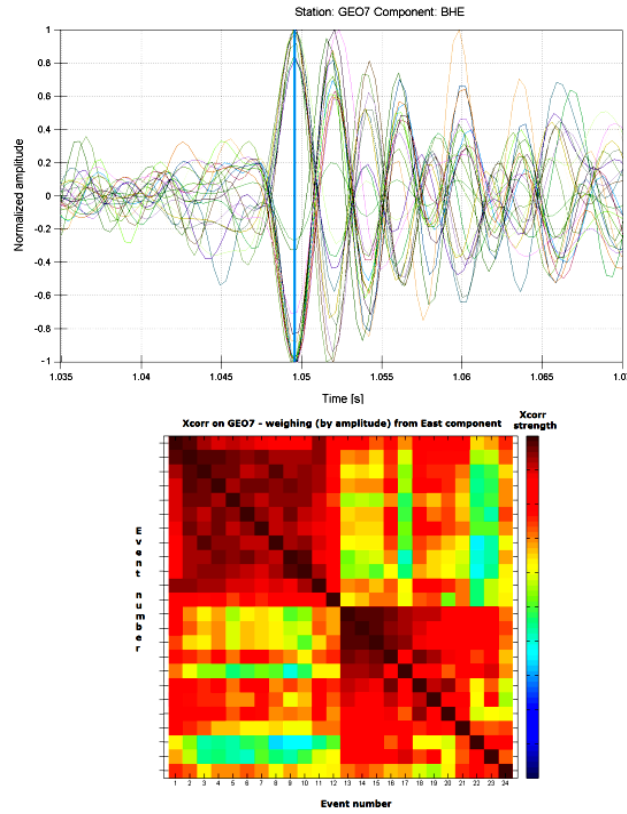 Station: GEO7 Component: BHE
Normalized amplitude
1
0.8
0.6
0.4
0.2
0
-0.2
-0.4
-0.6
-0.8
-1
1.035
1.04
1.045
1.05
1.055
1.06
1.065
1.07
Time [s]
Xcorr on GEO7 - weighing (by amplitude) from East component
Xcorr
strength
Event number
1 2 3 4 5 6 7 8 9 10 11 12 13 14 15 16 17 18 19 20 21 22 23 24
Event number